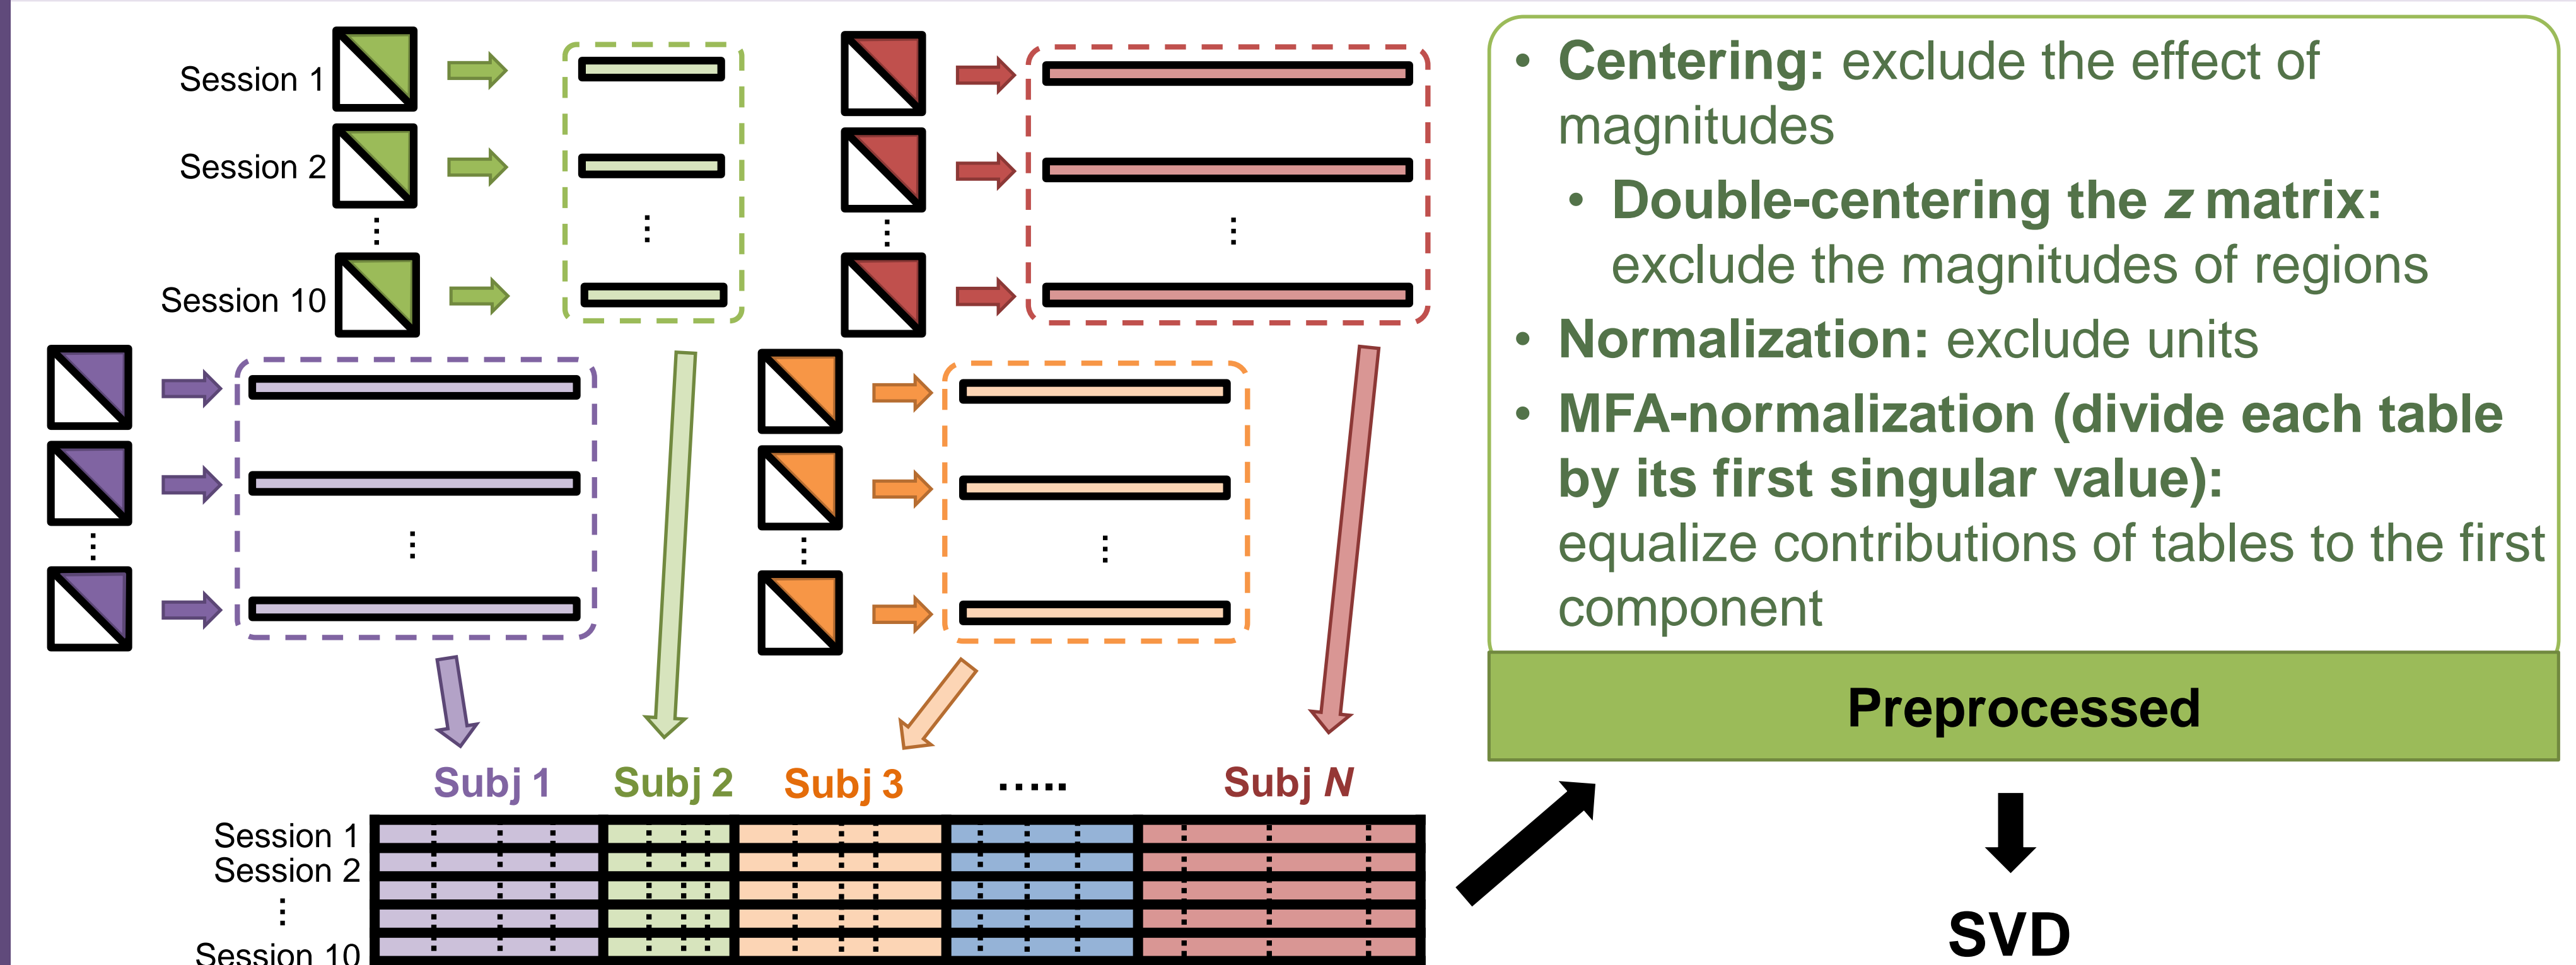 Session 1
Session 2
Session 10
Subj 1
Subj 2
Subj 3
.....
Subj N
Session 1
Session 2
Session 10
• Centering: exclude the effect of
magnitudes
• Double-centering the z matrix:
exclude the magnitudes of regions
• Normalization: exclude units
• MFA-normalization (divide each table
by its first singular value):
equalize contributions of tables to the first
component
Preprocessed
SVD